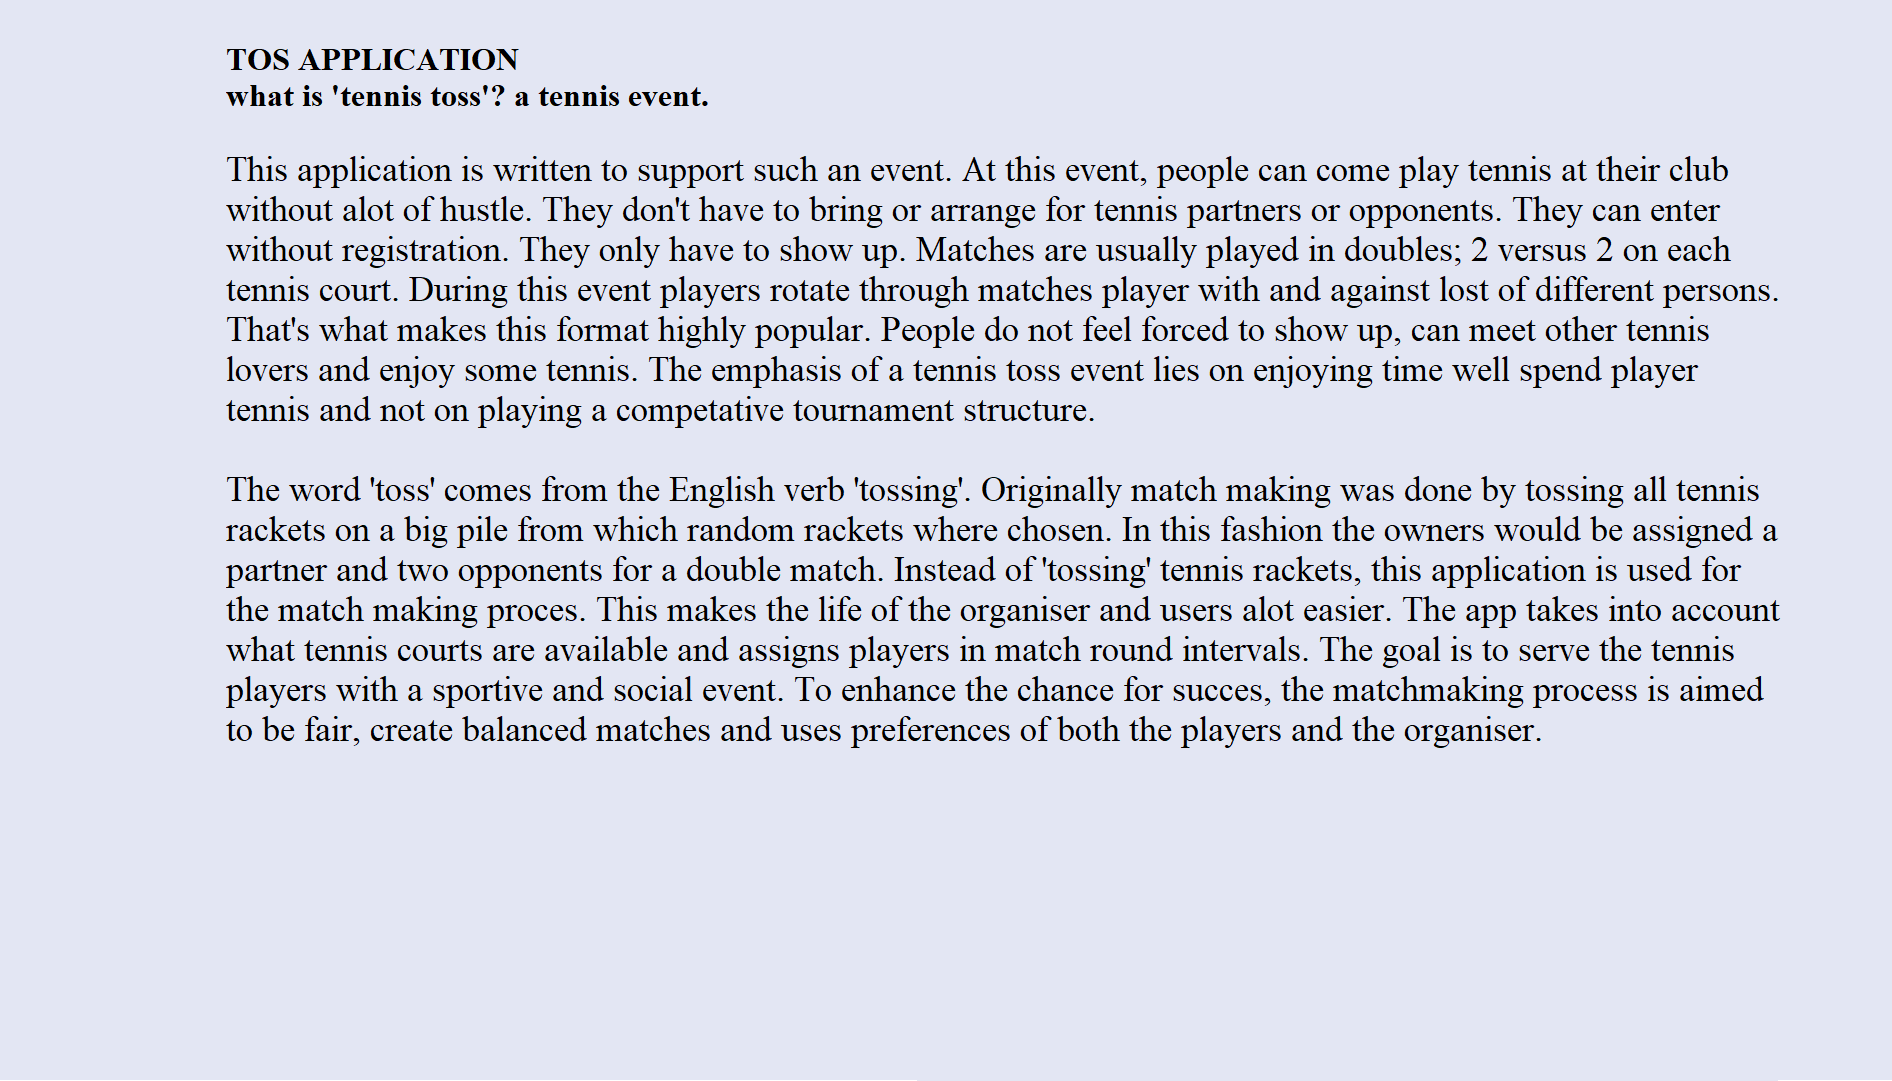 TOS APPLICATION
what is 'tennis toss'? a tennis event.
This application is written to support such an event. At this event, people can come play tennis at their club
without alot of hustle. They don't have to bring or arrange for tennis partners or opponents. They can enter
without registration. They only have to show up. Matches are usually played in doubles; 2 versus 2 on each
tennis court. During this event players rotate through matches player with and against lost of different persons.
That's what makes this format highly popular. People do not feel forced to show up, can meet other tennis
lovers and enjoy some tennis. The emphasis of a tennis toss event lies on enjoying time well spend player
tennis and not on playing a competative tournament structure.
The word 'toss' comes from the English verb 'tossing'. Originally match making was done by tossing all tennis
rackets on a big pile from which random rackets where chosen. In this fashion the owners would be assigned a
partner and two opponents for a double match. Instead of 'tossing' tennis rackets, this application is used for
the match making proces. This makes the life of the organiser and users alot easier. The app takes into account
what tennis courts are available and assigns players in match round intervals. The goal is to serve the tennis
players with a sportive and social event. To enhance the chance for succes, the matchmaking process is aimed
to be fair, create balanced matches and uses preferences of both the players and the organiser.